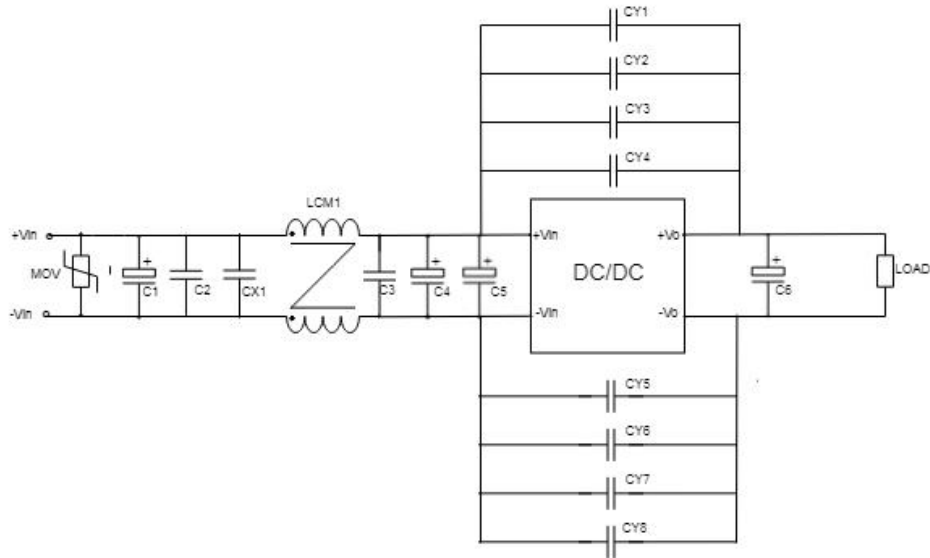 CY1
CY2
CY3
CY4
LCM1
+Vin
+Vin
+Vo
MOV
+
C1
C2
CX1
C3
+
C4
+
C5
DC/DC
+
C6
LOAD
-Vin
-Vin
-Vo
CY5
CY6
CY7
CY8